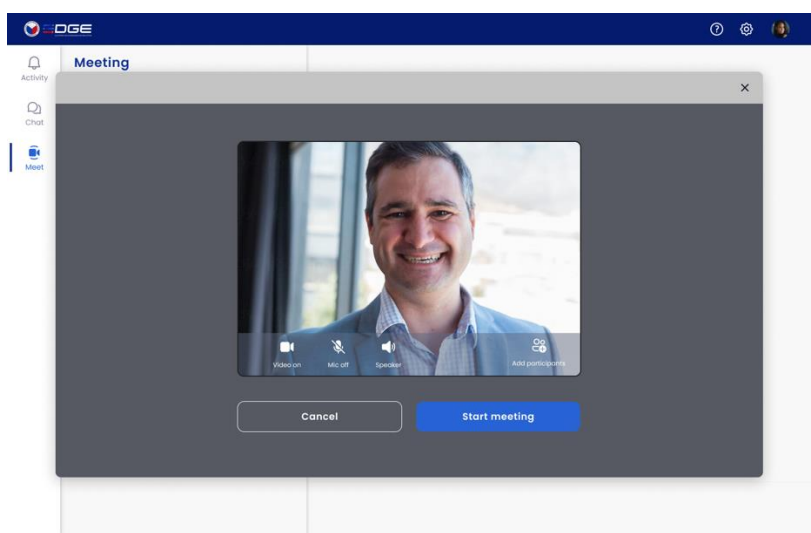 EDGE
Meeting
Activity
Chat
Meet
Video on
Mic off
Speaker
Add participants
Cancel
Start meeting